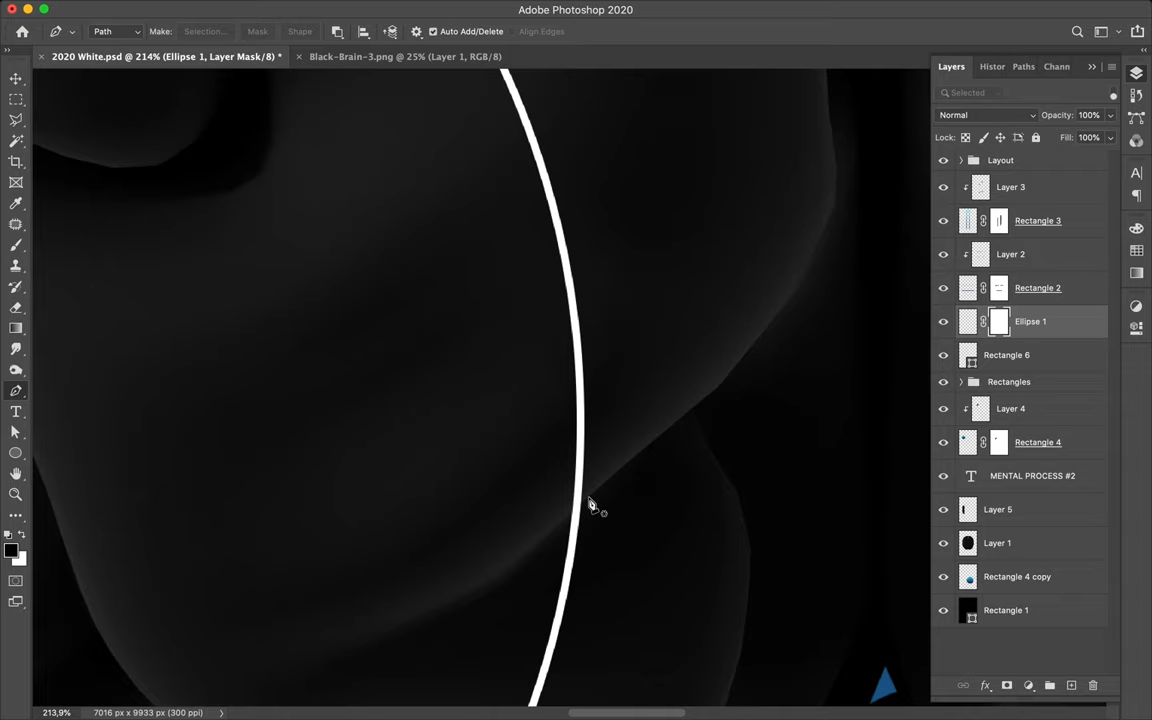 Adobe Photoshop 2020
Path Make: Selection... Mask Shape Auto Add/Delete Align Edges
2020 White.psd @ 214% (Ellipse 1, Layer Mask/8) * Black-Brain-3.png @ 25% (Layer 1, RGB/8)
Layers Histor Paths Chann
Selected
Normal Opacity: 100%
Lock: Fill: 100%
Layout
Layer 3
Rectangle 3
Layer 2
Rectangle 2
Ellipse 1
Rectangle 6
Rectangles
Layer 4
Rectangle 4
MENTAL PROCESS #2
Layer 5
Layer 1
Rectangle 4 copy
Rectangle 1
213,9% 7016 px x 9933 px (300 ppi)